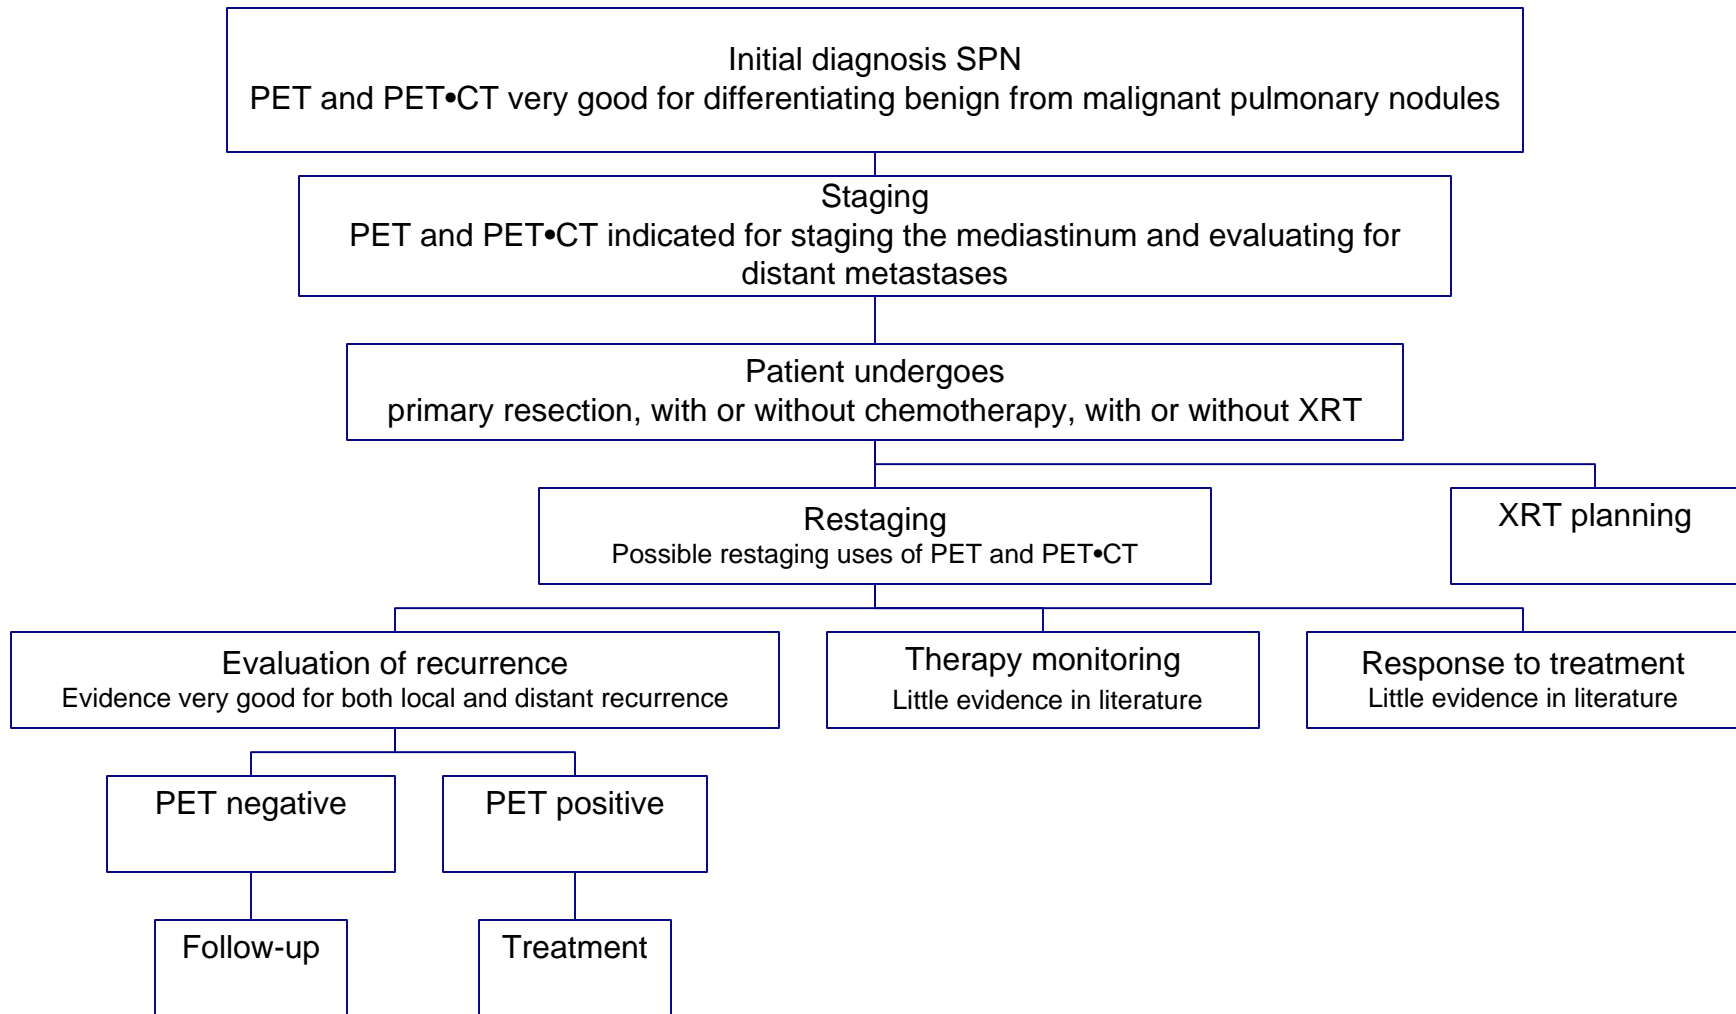 Initial diagnosis SPN
PET and PET•CT very good for differentiating benign from malignant pulmonary nodules
Staging
PET and PET•CT indicated for staging the mediastinum and evaluating for
distant metastases
Patient undergoes
primary resection, with or without chemotherapy, with or without XRT
Restaging
Possible restaging uses of PET and PET•CT
XRT planning
Evaluation of recurrence
Evidence very good for both local and distant recurrence
Therapy monitoring
Little evidence in literature
Response to treatment
Little evidence in literature
PET negative
PET positive
Follow-up
Treatment